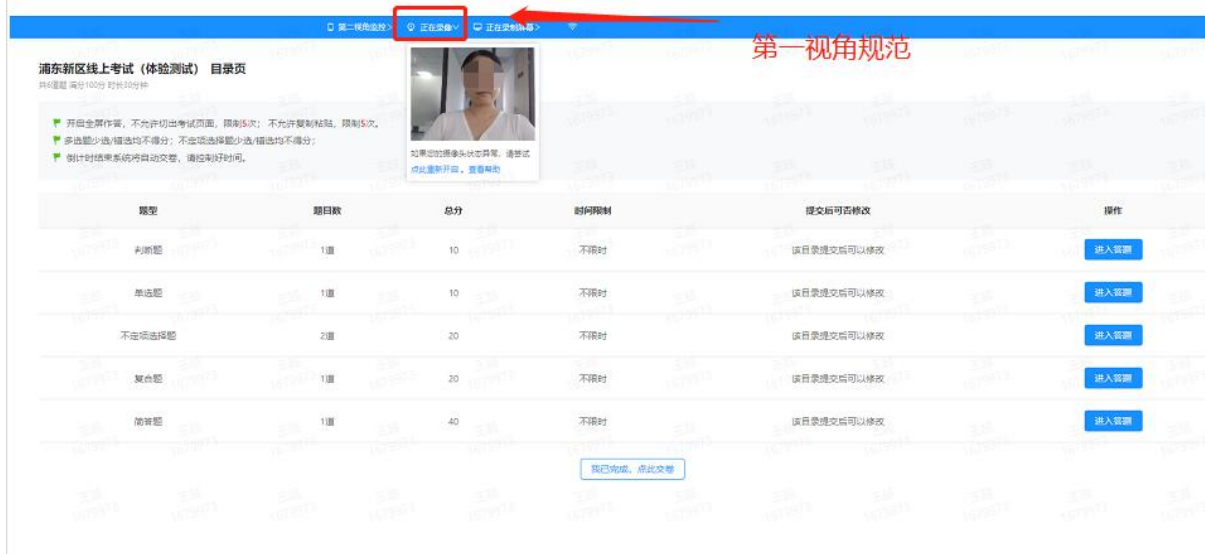 第二视角监控>
正在录像
正在录制屏幕>
第一视角规范
浦东新区线上考试（体验测试） 目录页
共6道题 满分100分 时长30分钟
开启全屏作答，不允许切出考试页面，限制5次； 不允许复制粘贴，限制5次。
多选题少选/错选均不得分；不定项选择题少选/错选均不得分；
倒计时结束系统将自动交卷，请控制好时间。
如果您的摄像头状态异常，请尝试
点此重新开启，查看帮助
题型 题目数 总分 时间限制 提交后可否修改 操作
判断题 1道 10 不限时 该目录提交后可以修改 进入答题
单选题 1道 10 不限时 该目录提交后可以修改 进入答题
不定项选择题 2道 20 不限时 该目录提交后可以修改 进入答题
复合题 1道 20 不限时 该目录提交后可以修改 进入答题
简答题 1道 40 不限时 该目录提交后可以修改 进入答题
我已完成，点此交卷